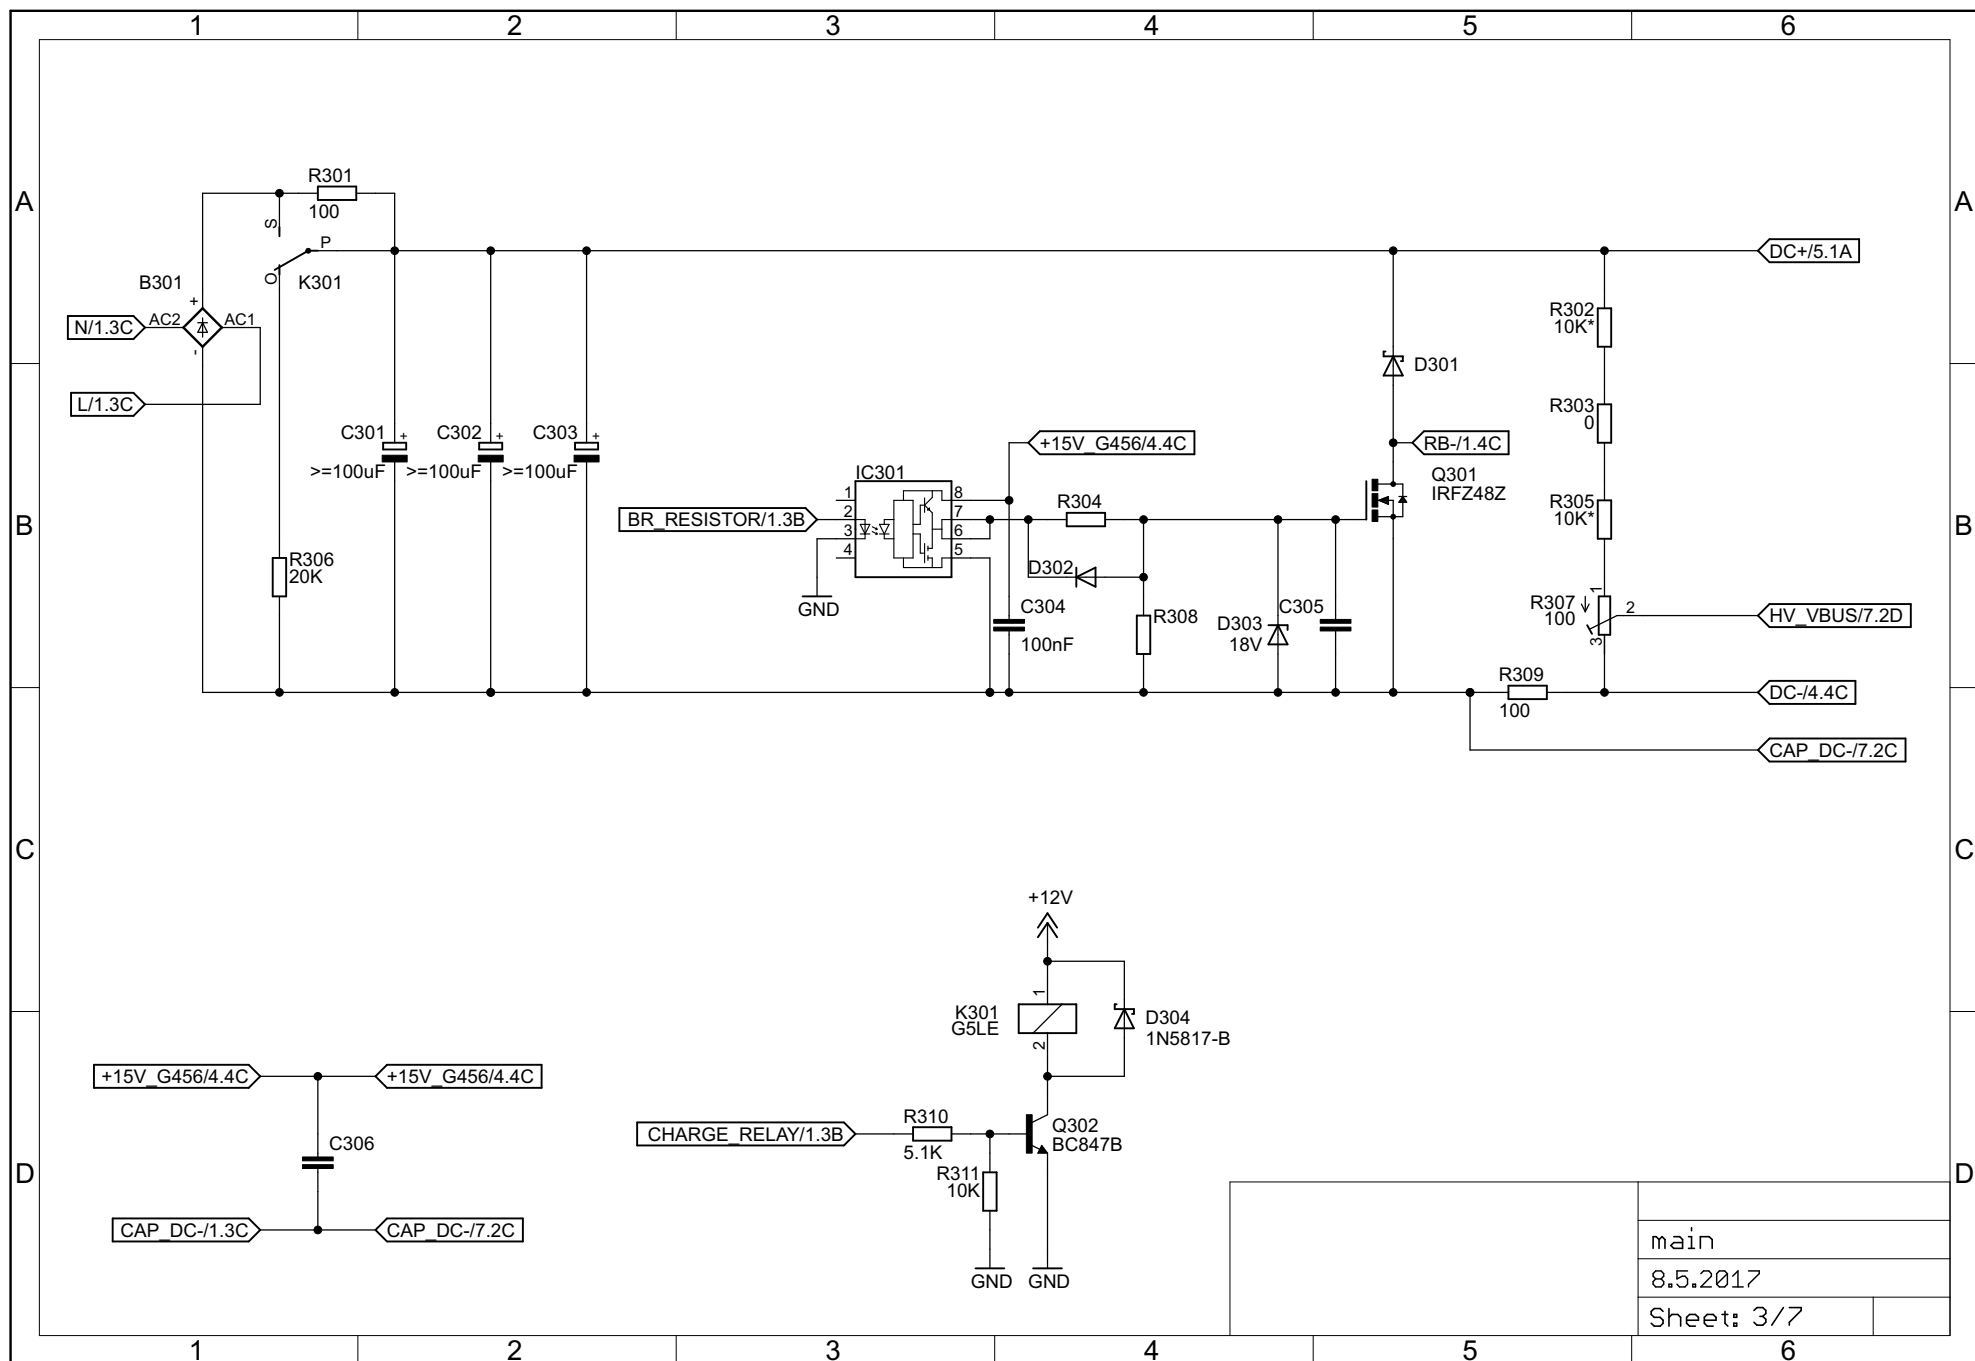 1 2 3 4 5 6
A A
R301
100
S
P
O
K301
B301
+
AC2
AC1
-
N/1.3C
L/1.3C
DC+/5.1A
R302
10K*
D301
R303
0
C301
+
>=100uF
C302
+
>=100uF
C303
+
>=100uF
+15V_G456/4.4C
RB-/1.4C
Q301
IRFZ48Z
IC301
1
2
3
4
8
7
6
5
R304
R305
10K*
B B
BR_RESISTOR/1.3B
R306
20K
GND
D302
C304
100nF
R308
D303
18V
C305
R307
100
1
2
3
HV_VBUS/7.2D
R309
100
DC-/4.4C
CAP_DC-/7.2C
C C
+12V
K301
G5LE
1
2
D304
1N5817-B
+15V_G456/4.4C
+15V_G456/4.4C
C306
CAP_DC-/1.3C
CAP_DC-/7.2C
CHARGE_RELAY/1.3B
R310
5.1K
R311
10K
Q302
BC847B
GND
GND
D D
main
8.5.2017
Sheet: 3/7
1 2 3 4 5 6